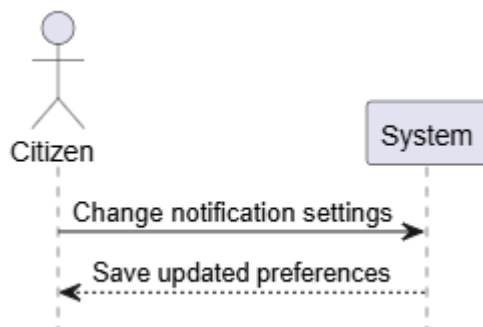 Citizen
System
Change notification settings
Save updated preferences